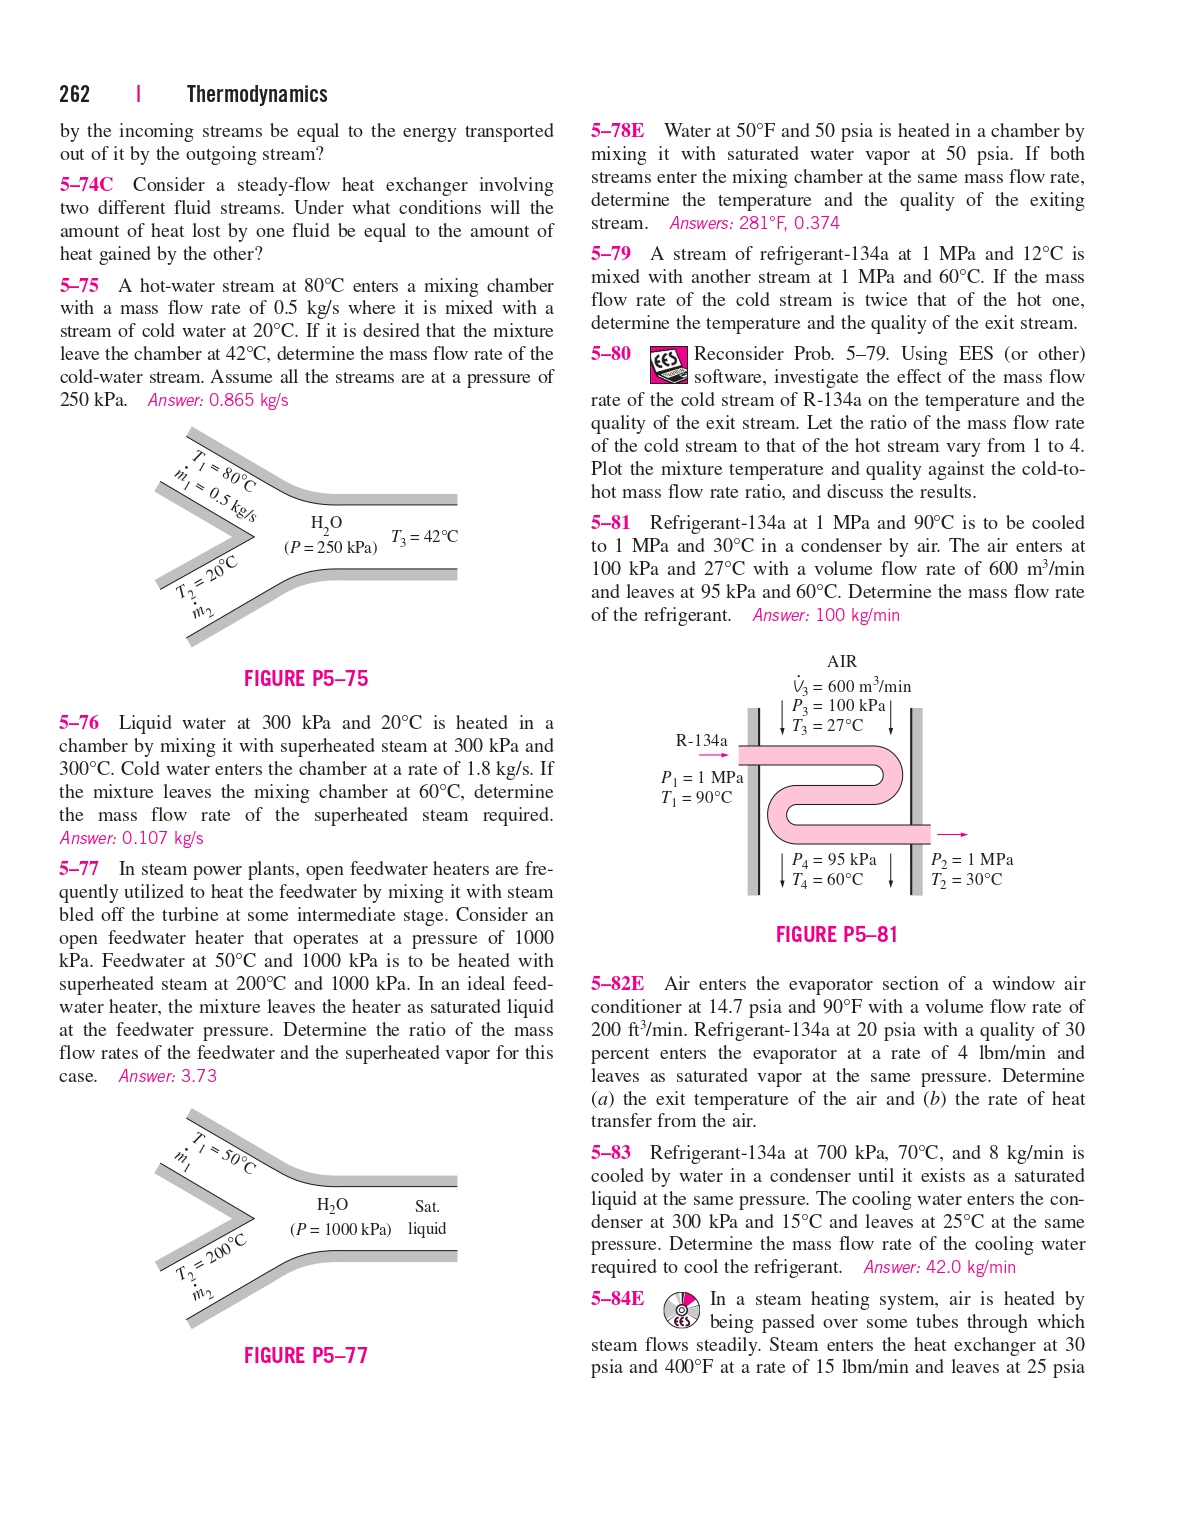 262 | Thermodynamics
by the incoming streams be equal to the energy transported
out of it by the outgoing stream?
5–74C Consider a steady-flow heat exchanger involving
two different fluid streams. Under what conditions will the
amount of heat lost by one fluid be equal to the amount of
heat gained by the other?
5–75 A hot-water stream at 80°C enters a mixing chamber
with a mass flow rate of 0.5 kg/s where it is mixed with a
stream of cold water at 20°C. If it is desired that the mixture
leave the chamber at 42°C, determine the mass flow rate of the
cold-water stream. Assume all the streams are at a pressure of
250 kPa. Answer: 0.865 kg/s
T₁ = 80°C
ṁ₁ = 0.5 kg/s
H₂O
(P = 250 kPa)
T₃ = 42°C
T₂ = 20°C
ṁ₂
FIGURE P5–75
5–76 Liquid water at 300 kPa and 20°C is heated in a
chamber by mixing it with superheated steam at 300 kPa and
300°C. Cold water enters the chamber at a rate of 1.8 kg/s. If
the mixture leaves the mixing chamber at 60°C, determine
the mass flow rate of the superheated steam required.
Answer: 0.107 kg/s
5–77 In steam power plants, open feedwater heaters are fre-
quently utilized to heat the feedwater by mixing it with steam
bled off the turbine at some intermediate stage. Consider an
open feedwater heater that operates at a pressure of 1000
kPa. Feedwater at 50°C and 1000 kPa is to be heated with
superheated steam at 200°C and 1000 kPa. In an ideal feed-
water heater, the mixture leaves the heater as saturated liquid
at the feedwater pressure. Determine the ratio of the mass
flow rates of the feedwater and the superheated vapor for this
case. Answer: 3.73
T₁ = 50°C
ṁ₁
H₂O
(P = 1000 kPa)
Sat.
liquid
T₂ = 200°C
ṁ₂
FIGURE P5–77
5–78E Water at 50°F and 50 psia is heated in a chamber by
mixing it with saturated water vapor at 50 psia. If both
streams enter the mixing chamber at the same mass flow rate,
determine the temperature and the quality of the exiting
stream. Answers: 281°F, 0.374
5–79 A stream of refrigerant-134a at 1 MPa and 12°C is
mixed with another stream at 1 MPa and 60°C. If the mass
flow rate of the cold stream is twice that of the hot one,
determine the temperature and the quality of the exit stream.
5–80 EES Reconsider Prob. 5–79. Using EES (or other)
software, investigate the effect of the mass flow
rate of the cold stream of R-134a on the temperature and the
quality of the exit stream. Let the ratio of the mass flow rate
of the cold stream to that of the hot stream vary from 1 to 4.
Plot the mixture temperature and quality against the cold-to-
hot mass flow rate ratio, and discuss the results.
5–81 Refrigerant-134a at 1 MPa and 90°C is to be cooled
to 1 MPa and 30°C in a condenser by air. The air enters at
100 kPa and 27°C with a volume flow rate of 600 m³/min
and leaves at 95 kPa and 60°C. Determine the mass flow rate
of the refrigerant. Answer: 100 kg/min
AIR
V̇₃ = 600 m³/min
P₃ = 100 kPa
T₃ = 27°C
R-134a
P₁ = 1 MPa
T₁ = 90°C
P₄ = 95 kPa
T₄ = 60°C
P₂ = 1 MPa
T₂ = 30°C
FIGURE P5–81
5–82E Air enters the evaporator section of a window air
conditioner at 14.7 psia and 90°F with a volume flow rate of
200 ft³/min. Refrigerant-134a at 20 psia with a quality of 30
percent enters the evaporator at a rate of 4 lbm/min and
leaves as saturated vapor at the same pressure. Determine
(a) the exit temperature of the air and (b) the rate of heat
transfer from the air.
5–83 Refrigerant-134a at 700 kPa, 70°C, and 8 kg/min is
cooled by water in a condenser until it exists as a saturated
liquid at the same pressure. The cooling water enters the con-
denser at 300 kPa and 15°C and leaves at 25°C at the same
pressure. Determine the mass flow rate of the cooling water
required to cool the refrigerant. Answer: 42.0 kg/min
5–84E EES In a steam heating system, air is heated by
being passed over some tubes through which
steam flows steadily. Steam enters the heat exchanger at 30
psia and 400°F at a rate of 15 lbm/min and leaves at 25 psia